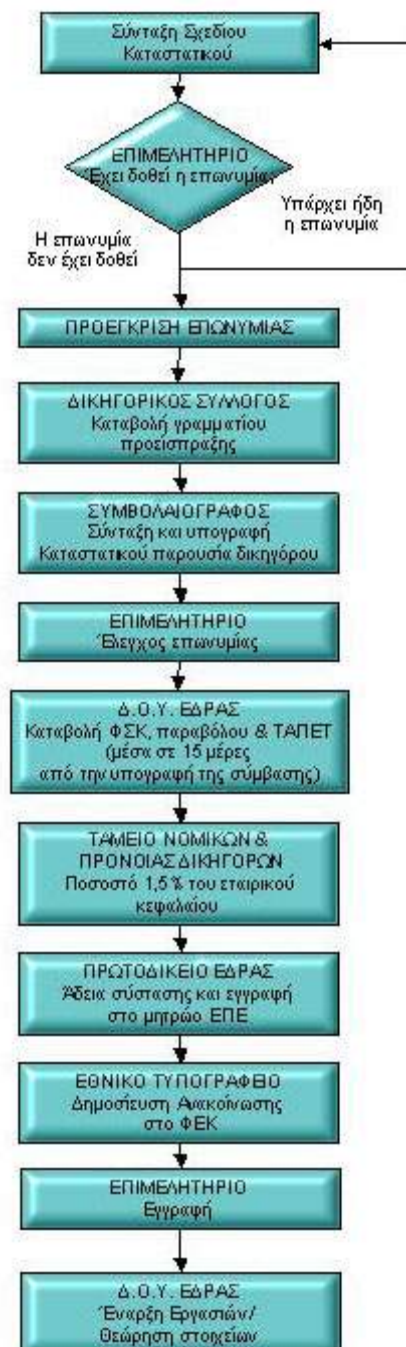 Σύνταξη Σχεδίου
Καταστατικού
ΕΠΙΜΕΛΗΤΗΡΙΟ
Έχει δοθεί η επωνυμία;
Υπάρχει ήδη
η επωνυμία
Η επωνυμία
δεν έχει δοθεί
ΠΡΟΕΓΚΡΙΣΗ ΕΠΩΝΥΜΙΑΣ
ΔΙΚΗΓΟΡΙΚΟΣ ΣΥΛΛΟΓΟΣ
Καταβολή γραμματίου
προείσπραξης
ΣΥΜΒΟΛΑΙΟΓΡΑΦΟΣ
Σύνταξη και υπογραφή
Καταστατικού παρουσία δικηγόρου
ΕΠΙΜΕΛΗΤΗΡΙΟ
Έλεγχος επωνυμίας
Δ.Ο.Υ. ΕΔΡΑΣ
Καταβολή ΦΣΚ, παραβόλου & ΤΑΠΕΤ
(μέσα σε 15 μέρες
από την υπογραφή της σύμβασης)
ΤΑΜΕΙΟ ΝΟΜΙΚΩΝ &
ΠΡΟΝΟΙΑΣ ΔΙΚΗΓΟΡΩΝ
Ποσοστό 1,5% του εταιρικού
κεφαλαίου
ΠΡΩΤΟΔΙΚΕΙΟ ΕΔΡΑΣ
Άδεια σύστασης και εγγραφή
στο μητρώο ΕΠΕ
ΕΘΝΙΚΟ ΤΥΠΟΓΡΑΦΕΙΟ
Δημοσίευση Ανακοίνωσης
στο ΦΕΚ
ΕΠΙΜΕΛΗΤΗΡΙΟ
Εγγραφή
Δ.Ο.Υ. ΕΔΡΑΣ
Έναρξη Εργασιών/
Θεώρηση στοιχείων